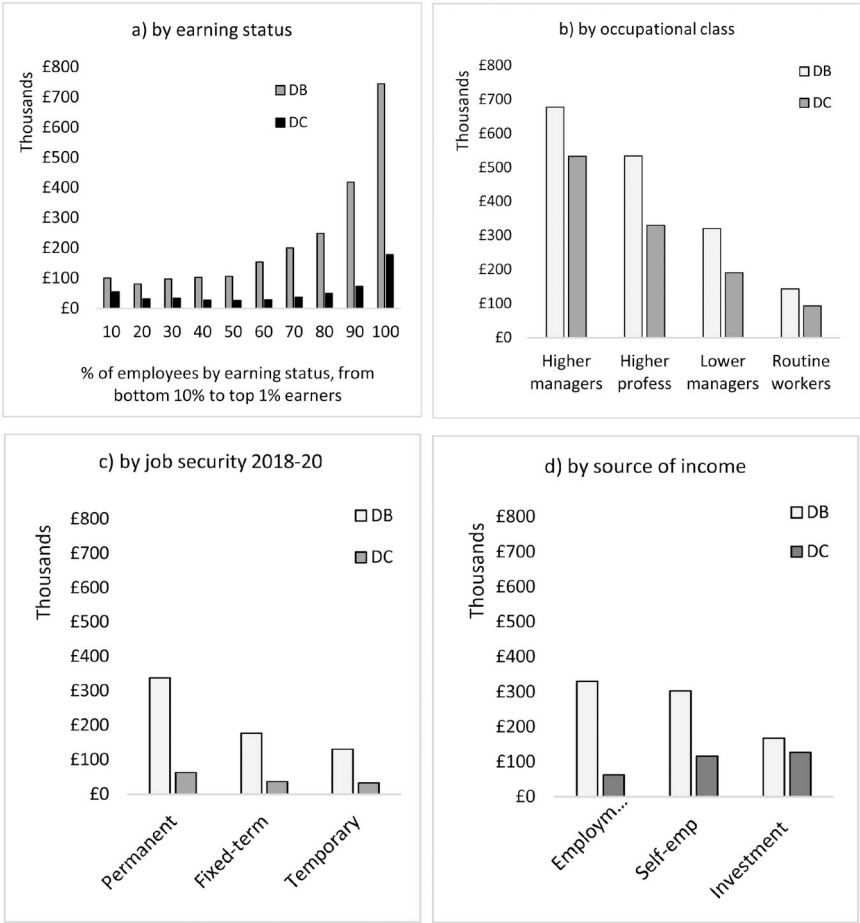 a) by earning status
Thousands
£800
£700
£600
£500
£400
£300
£200
£100
£0
DB
DC
10 20 30 40 50 60 70 80 90 100
% of employees by earning status, from
bottom 10% to top 1% earners
b) by occupational class
Thousands
£800
£700
£600
£500
£400
£300
£200
£100
£0
DB
DC
Higher managers
Higher profess
Lower managers
Routine workers
c) by job security 2018-20
Thousands
£800
£700
£600
£500
£400
£300
£200
£100
£0
DB
DC
Permanent
Fixed-term
Temporary
d) by source of income
Thousands
£800
£700
£600
£500
£400
£300
£200
£100
£0
DB
DC
Employm...
Self-emp
Investment